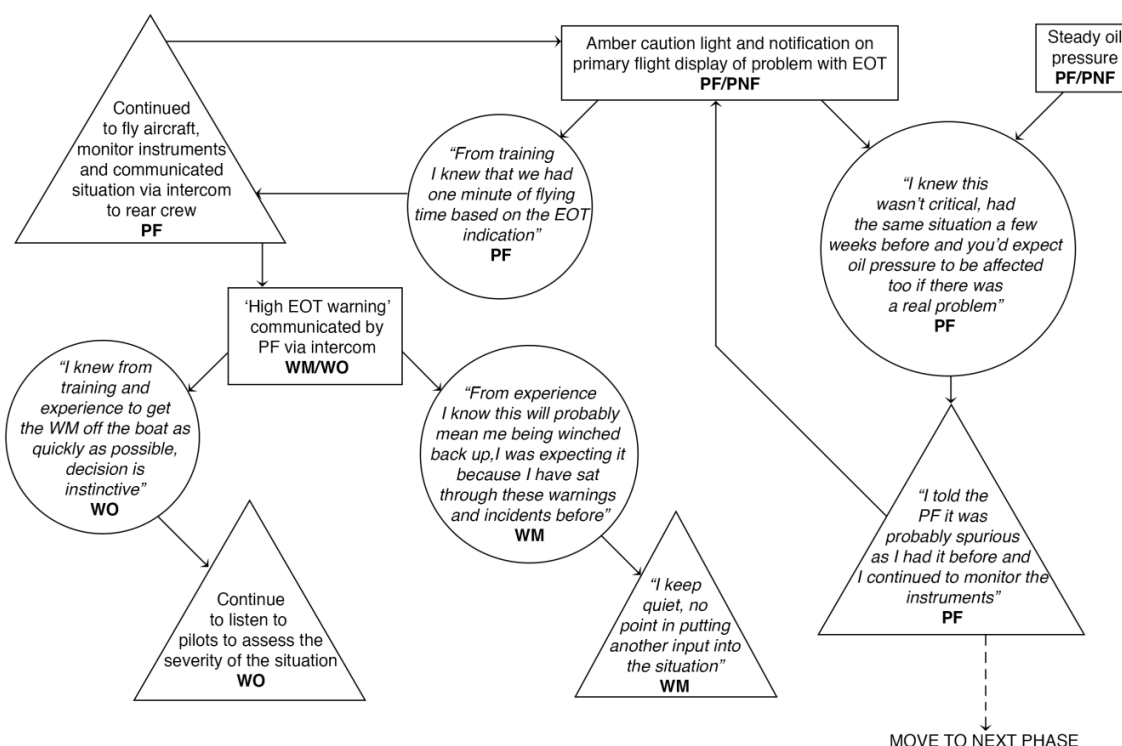 Amber caution light and notification on
primary flight display of problem with EOT
PF/PNF
Steady oil
pressure
PF/PNF
Continued
to fly aircraft,
monitor instruments
and communicated
situation via intercom
to rear crew
PF
“From training
I knew that we had
one minute of flying
time based on the EOT
indication”
PF
“I knew this
wasn’t critical, had
the same situation a few
weeks before and you’d expect
oil pressure to be affected
too if there was
a real problem”
PF
‘High EOT warning’
communicated by
PF via intercom
WM/WO
“I knew from
training and
experience to get
the WM off the boat as
quickly as possible,
decision is
instinctive”
WO
“From experience
I know this will probably
mean me being winched
back up,I was expecting it
because I have sat
through these warnings
and incidents before”
WM
“I told the
PF it was
probably spurious
as I had it before and
I continued to monitor the
instruments”
PF
Continue
to listen to
pilots to assess the
severity of the situation
WO
“I keep
quiet, no
point in putting
another input into
the situation”
WM
MOVE TO NEXT PHASE